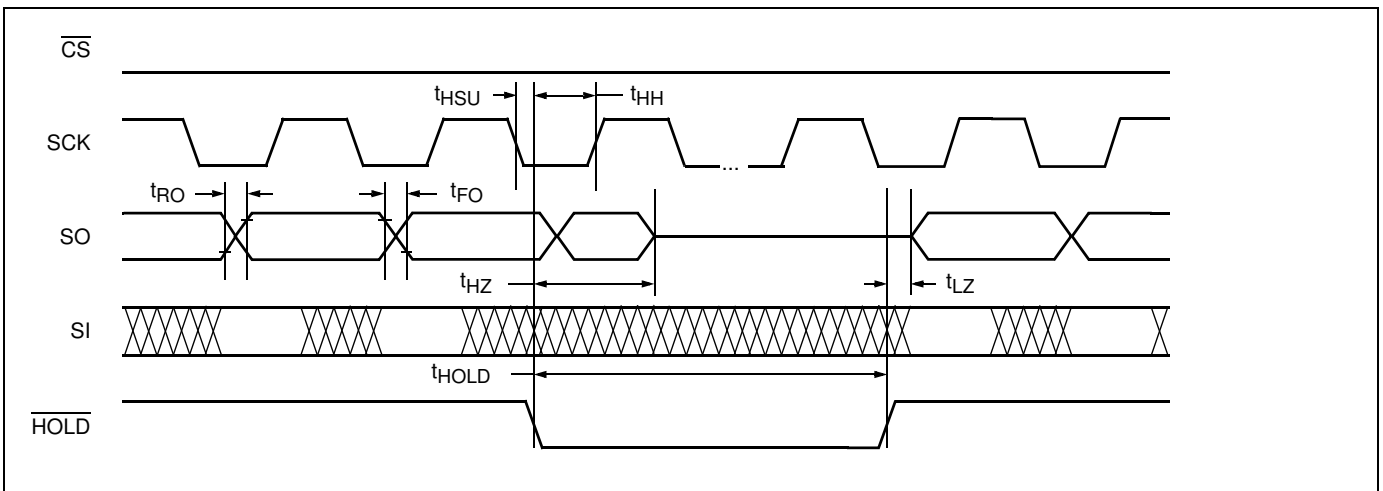 CS
tHSU
tHH
SCK
...
tRO
tFO
SO
tHZ
tLZ
SI
tHOLD
HOLD